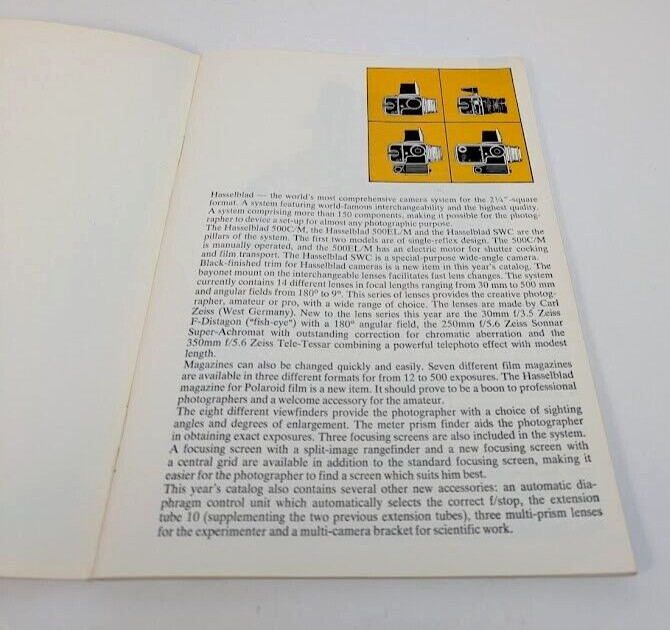 Hasselblad — the world's most comprehensive camera system for the 2¼"-square
format. A system featuring world-famous interchangeability and the highest quality.
A system comprising more than 150 components, making it possible for the photog-
rapher to device a set-up for almost any photographic purpose.
The Hasselblad 500C/M, the Hasselblad 500EL/M and the Hasselblad SWC are the
pillars of the system. The first two models are of single-reflex design. The 500C/M
is manually operated, and the 500EL/M has an electric motor for shutter cocking
and film transport. The Hasselblad SWC is a special-purpose wide-angle camera.
Black-finished trim for Hasselblad cameras is a new item in this year's catalog. The
bayonet mount on the interchangeable lenses facilitates fast lens changes. The system
currently contains 14 different lenses in focal lengths ranging from 30 mm to 500 mm
and angular fields from 180° to 9°. This series of lenses provides the creative photog-
rapher, amateur or pro, with a wide range of choice. The lenses are made by Carl
Zeiss (West Germany). New to the lens series this year are the 30mm f/3.5 Zeiss
F-Distagon ("fish-eye") with a 180° angular field, the 250mm f/5.6 Zeiss Sonnar
Super-Achromat with outstanding correction for chromatic aberration and the
350mm f/5.6 Zeiss Tele-Tessar combining a powerful telephoto effect with modest
length.
Magazines can also be changed quickly and easily. Seven different film magazines
are available in three different formats for from 12 to 500 exposures. The Hasselblad
magazine for Polaroid film is a new item. It should prove to be a boon to professional
photographers and a welcome accessory for the amateur.
The eight different viewfinders provide the photographer with a choice of sighting
angles and degrees of enlargement. The meter prism finder aids the photographer
in obtaining exact exposures. Three focusing screens are also included in the system.
A focusing screen with a split-image rangefinder and a new focusing screen with
a central grid are available in addition to the standard focusing screen, making it
easier for the photographer to find a screen which suits him best.
This year's catalog also contains several other new accessories: an automatic dia-
phragm control unit which automatically selects the correct f/stop, the extension
tube 10 (supplementing the two previous extension tubes), three multi-prism lenses
for the experimenter and a multi-camera bracket for scientific work.